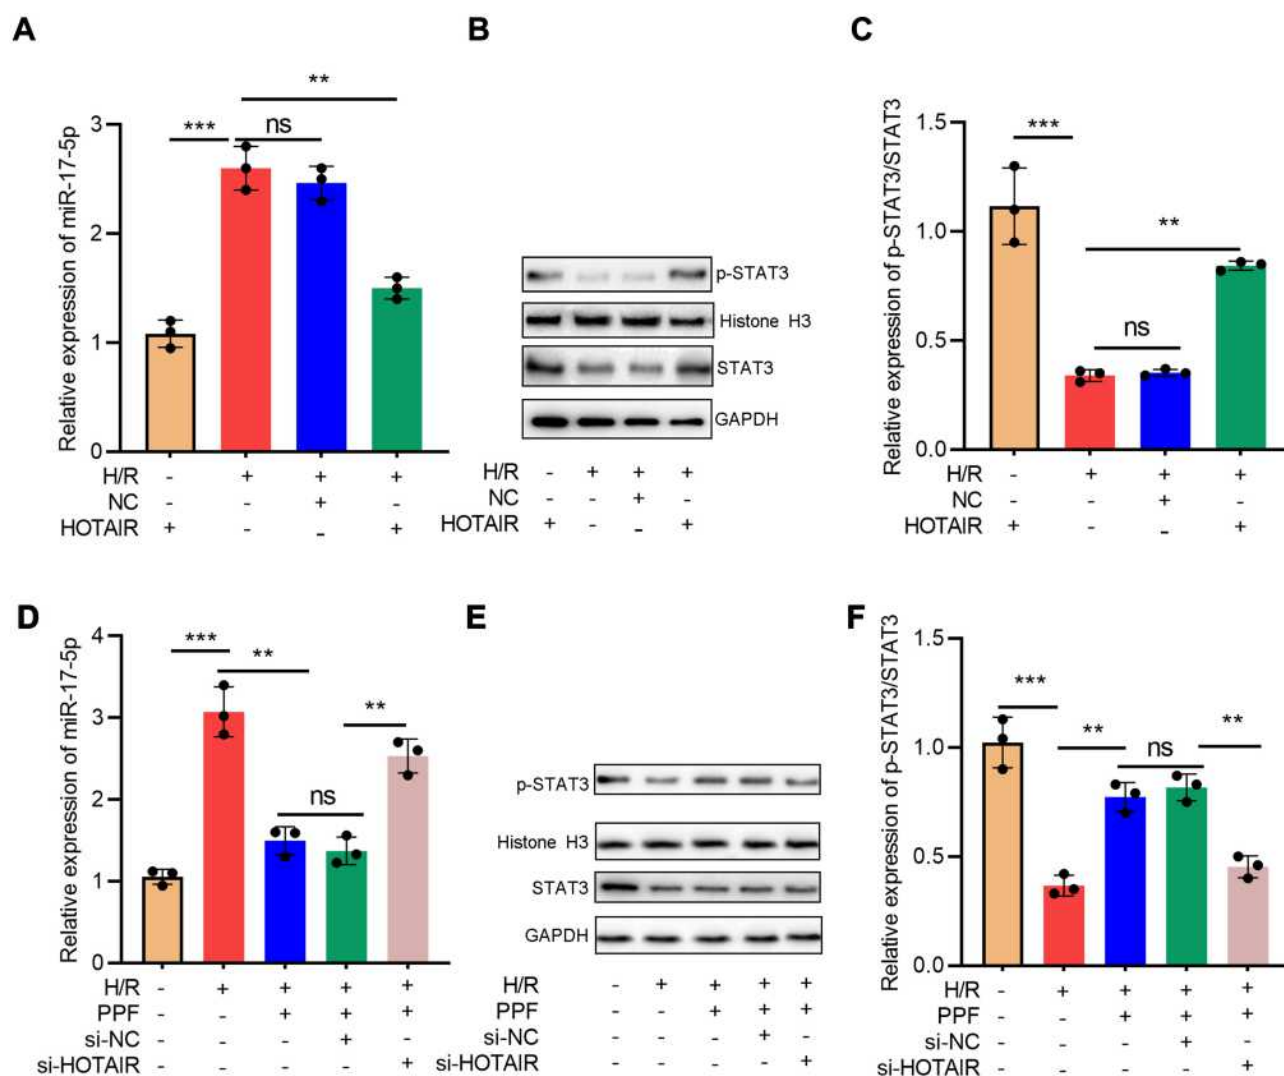 A
Relative expression of miR-17-5p
3
2
1
0
***
ns
**
H/R - + + +
NC - - + -
HOTAIR + - - +
B
p-STAT3
Histone H3
STAT3
GAPDH
H/R - + + +
NC - - + -
HOTAIR + - - +
C
Relative expression of p-STAT3/STAT3
1.5
1.0
0.5
0.0
***
**
ns
H/R - + + +
NC - - + -
HOTAIR + - - +
D
Relative expression of miR-17-5p
4
3
2
1
0
***
**
ns
**
H/R - + + + +
PPF - - + + +
si-NC - - - + -
si-HOTAIR - - - - +
E
p-STAT3
Histone H3
STAT3
GAPDH
H/R - + + + +
PPF - - + + +
si-NC - - - + -
si-HOTAIR - - - - +
F
Relative expression of p-STAT3/STAT3
1.5
1.0
0.5
0.0
***
**
ns
**
H/R - + + + +
PPF - - + + +
si-NC - - - + -
si-HOTAIR - - - - +